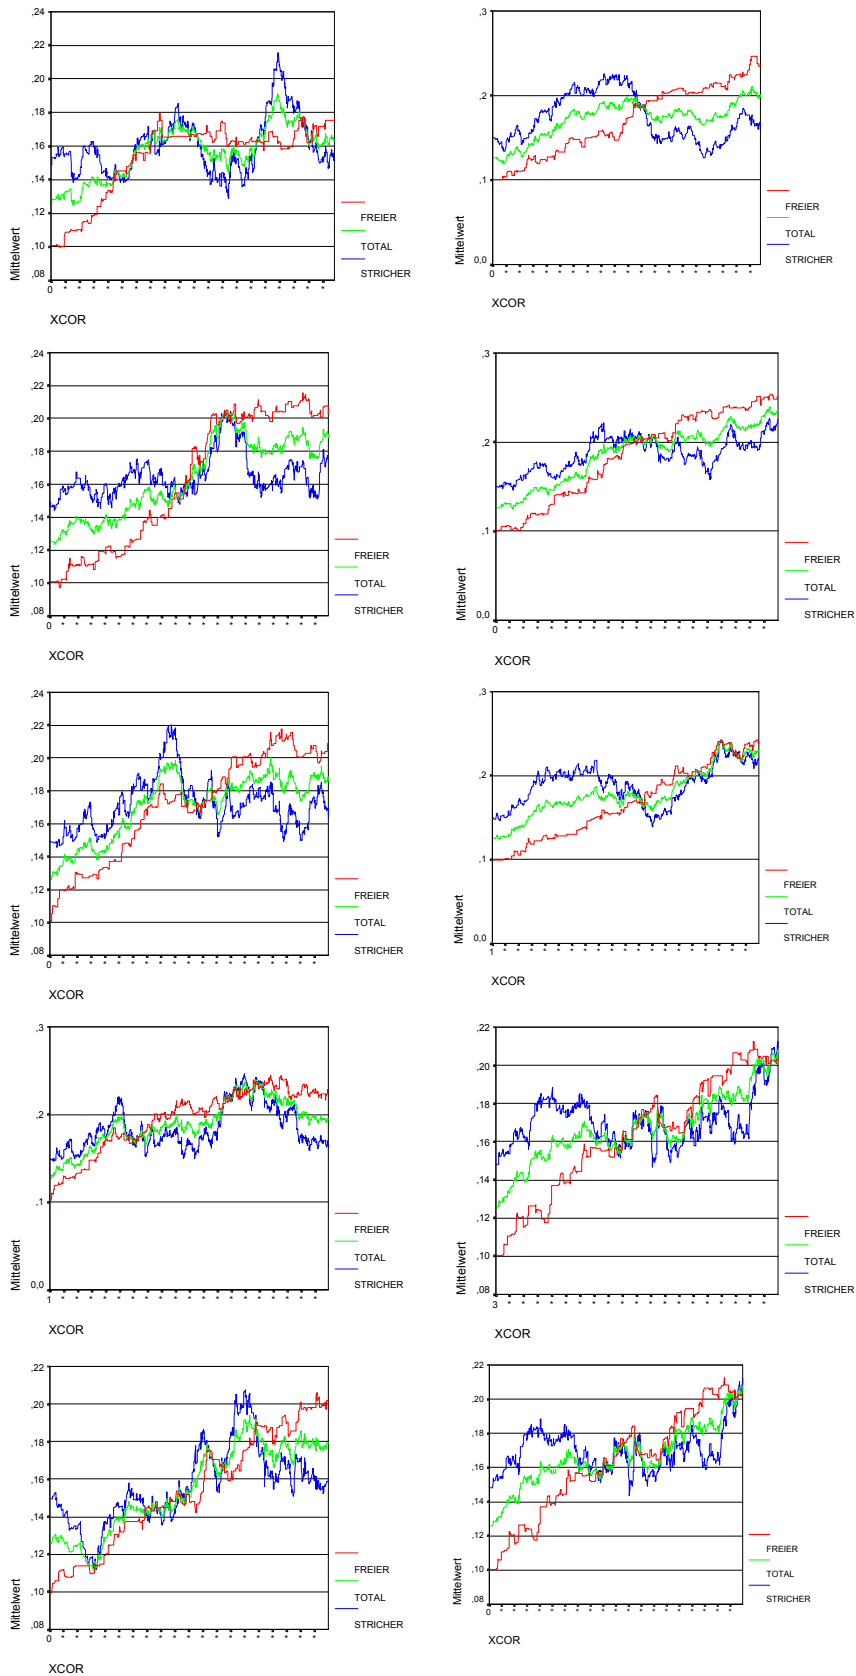 ,24
,22
,20
,18
,16
,14
,12
,10
,08
Mittelwert
0
* * * * * * * * * * * * * * * * * * *
XCOR
FREIER
TOTAL
STRICHER
,3
,2
,1
0,0
Mittelwert
0
* * * * * * * * * * * * * * * * * * *
XCOR
FREIER
TOTAL
STRICHER
,24
,22
,20
,18
,16
,14
,12
,10
,08
Mittelwert
0
* * * * * * * * * * * * * * * * * * *
XCOR
FREIER
TOTAL
STRICHER
,3
,2
,1
0,0
Mittelwert
0
* * * * * * * * * * * * * * * * * * *
XCOR
FREIER
TOTAL
STRICHER
,24
,22
,20
,18
,16
,14
,12
,10
,08
Mittelwert
0
* * * * * * * * * * * * * * * * * * *
XCOR
FREIER
TOTAL
STRICHER
,3
,2
,1
0,0
Mittelwert
1
* * * * * * * * * * * * * * * * * * *
XCOR
FREIER
TOTAL
STRICHER
,3
,2
,1
0,0
Mittelwert
1
* * * * * * * * * * * * * * * * * * *
XCOR
FREIER
TOTAL
STRICHER
,22
,20
,18
,16
,14
,12
,10
,08
Mittelwert
3
* * * * * * * * * * * * * * * * * * *
XCOR
FREIER
TOTAL
STRICHER
,22
,20
,18
,16
,14
,12
,10
,08
Mittelwert
0
* * * * * * * * * * * * * * * * * * *
XCOR
FREIER
TOTAL
STRICHER
,22
,20
,18
,16
,14
,12
,10
,08
Mittelwert
0
* * * * * * * * * * * * * * * * * * *
XCOR
FREIER
TOTAL
STRICHER